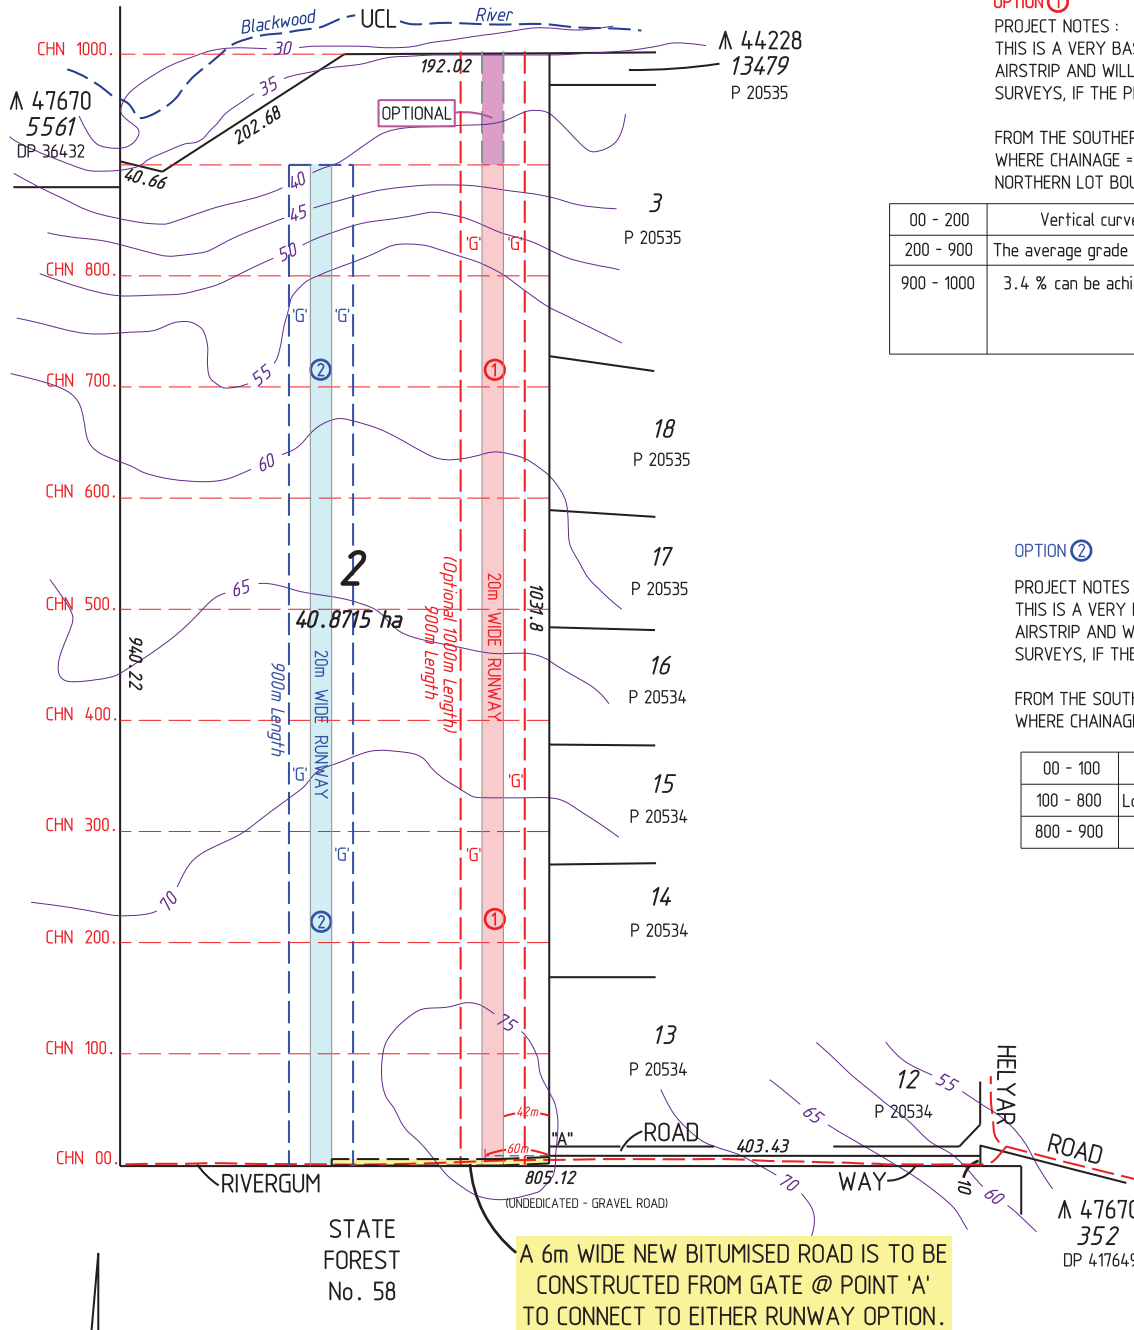 OPTION 1
PROJECT NOTES :
THIS IS A VERY BAS
AIRSTRIP AND WILL
SURVEYS, IF THE P
FROM THE SOUTHER
WHERE CHAINAGE =
NORTHERN LOT BOU
00 - 200 Vertical curve
200 - 900 The average grade
900 - 1000 3.4 % can be achi
OPTION 2
PROJECT NOTES
THIS IS A VERY
AIRSTRIP AND W
SURVEYS, IF THE
FROM THE SOUTH
WHERE CHAINAGE
00 - 100
100 - 800 Lo
800 - 900
Blackwood River
UCL
CHN 1000.
30
35
192.02
202.68
40.66
OPTIONAL
47670
5561
DP 36432
44228
13479
P 20535
40
45
50
'G' 'G'
3
P 20535
CHN 800.
'G' 'G'
2
1
55
CHN 700.
18
P 20535
60
CHN 600.
17
P 20535
2
40.8715 ha
65
CHN 500.
940.22
900m Length
20m WIDE RUNWAY
(Optional 1000m Length)
900m Length
20m WIDE RUNWAY
1031.8
16
P 20534
CHN 400.
'G'
'G'
15
P 20534
CHN 300.
'G'
'G'
70
14
P 20534
2
1
CHN 200.
75
13
P 20534
CHN 100.
42m
60m
"A"
ROAD
403.43
12
P 20534
55
65
60
70
HELYAR
ROAD
10
CHN 00.
RIVERGUM
805.12
WAY
(UNDEDICATED - GRAVEL ROAD)
47670
352
DP 417649
STATE
FOREST
No. 58
A 6m WIDE NEW BITUMISED ROAD IS TO BE
CONSTRUCTED FROM GATE @ POINT 'A'
TO CONNECT TO EITHER RUNWAY OPTION.